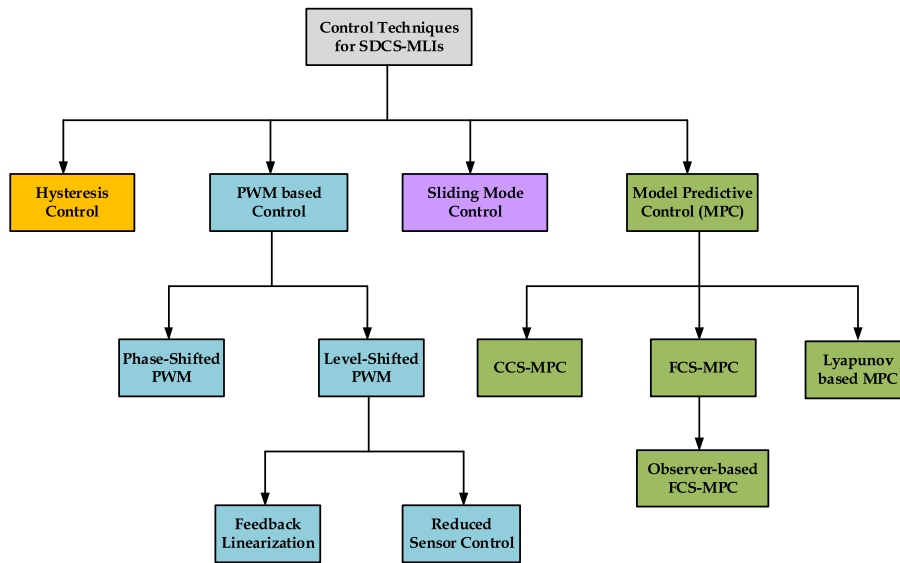 Control Techniques
for SDCS-MLIs
Hysteresis
Control
PWM based
Control
Sliding Mode
Control
Model Predictive
Control (MPC)
Phase-Shifted
PWM
Level-Shifted
PWM
CCS-MPC
FCS-MPC
Lyapunov
based MPC
Observer-based
FCS-MPC
Feedback
Linearization
Reduced
Sensor Control